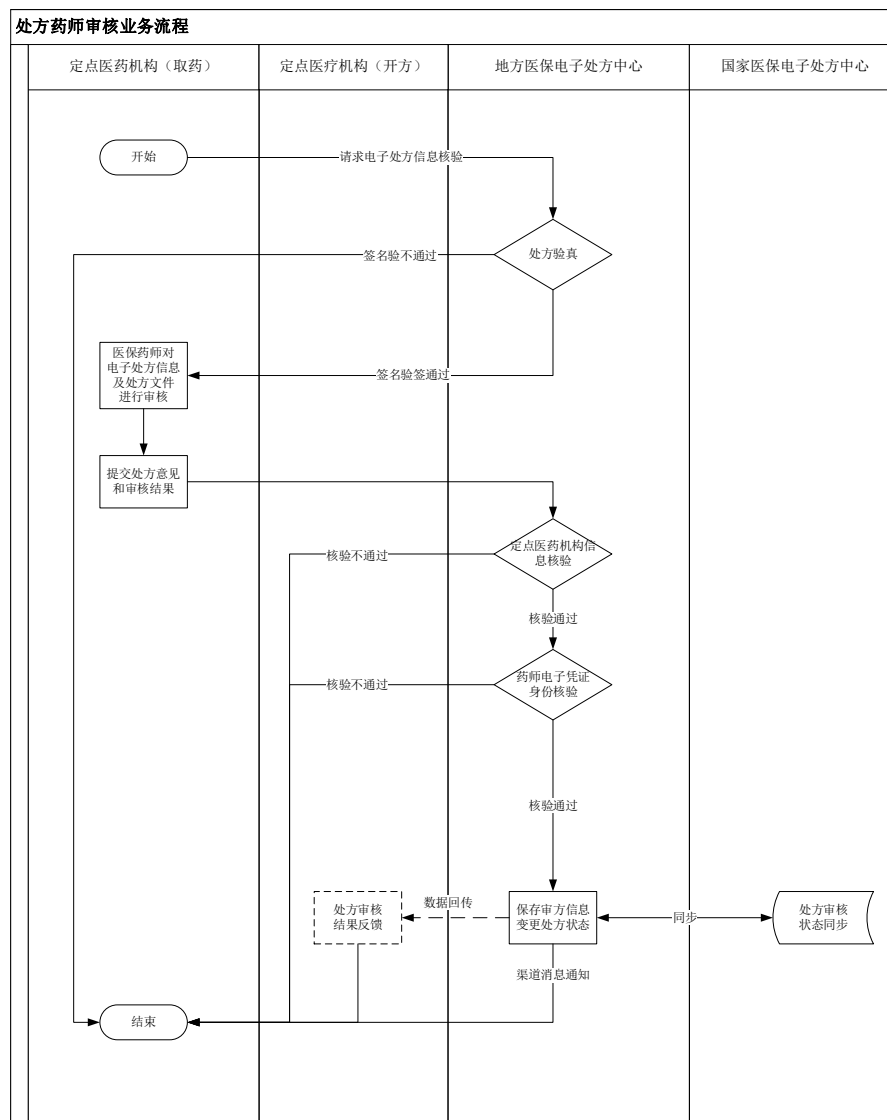 处方药师审核业务流程
定点医药机构（取药）
定点医疗机构（开方）
地方医保电子处方中心
国家医保电子处方中心
开始
请求电子处方信息核验
处方验真
签名验不通过
医保药师对
电子处方信息
及处方文件
进行审核
签名验签通过
提交处方意见
和审核结果
定点医药机构信
息核验
核验不通过
核验通过
药师电子凭证
身份核验
核验不通过
核验通过
处方审核
结果反馈
数据回传
保存审方信息
变更处方状态
同步
处方审核
状态同步
渠道消息通知
结束